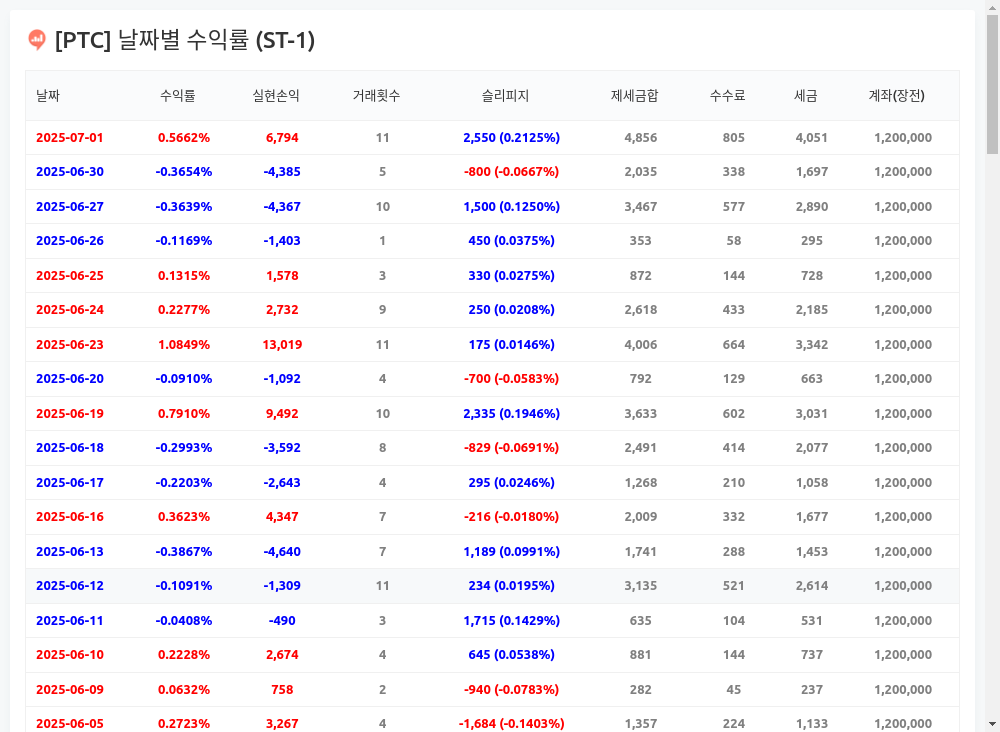 [PTC] 날짜별 수익률 (ST-1)
날짜 수익률 실현손익 거래횟수 슬리피지 제세금합 수수료 세금 계좌(장전)
2025-07-01 0.5662% 6,794 11 2,550 (0.2125%) 4,856 805 4,051 1,200,000
2025-06-30 -0.3654% -4,385 5 -800 (-0.0667%) 2,035 338 1,697 1,200,000
2025-06-27 -0.3639% -4,367 10 1,500 (0.1250%) 3,467 577 2,890 1,200,000
2025-06-26 -0.1169% -1,403 1 450 (0.0375%) 353 58 295 1,200,000
2025-06-25 0.1315% 1,578 3 330 (0.0275%) 872 144 728 1,200,000
2025-06-24 0.2277% 2,732 9 250 (0.0208%) 2,618 433 2,185 1,200,000
2025-06-23 1.0849% 13,019 11 175 (0.0146%) 4,006 664 3,342 1,200,000
2025-06-20 -0.0910% -1,092 4 -700 (-0.0583%) 792 129 663 1,200,000
2025-06-19 0.7910% 9,492 10 2,335 (0.1946%) 3,633 602 3,031 1,200,000
2025-06-18 -0.2993% -3,592 8 -829 (-0.0691%) 2,491 414 2,077 1,200,000
2025-06-17 -0.2203% -2,643 4 295 (0.0246%) 1,268 210 1,058 1,200,000
2025-06-16 0.3623% 4,347 7 -216 (-0.0180%) 2,009 332 1,677 1,200,000
2025-06-13 -0.3867% -4,640 7 1,189 (0.0991%) 1,741 288 1,453 1,200,000
2025-06-12 -0.1091% -1,309 11 234 (0.0195%) 3,135 521 2,614 1,200,000
2025-06-11 -0.0408% -490 3 1,715 (0.1429%) 635 104 531 1,200,000
2025-06-10 0.2228% 2,674 4 645 (0.0538%) 881 144 737 1,200,000
2025-06-09 0.0632% 758 2 -940 (-0.0783%) 282 45 237 1,200,000
2025-06-05 0.2723% 3,267 4 -1,684 (-0.1403%) 1,357 224 1,133 1,200,000